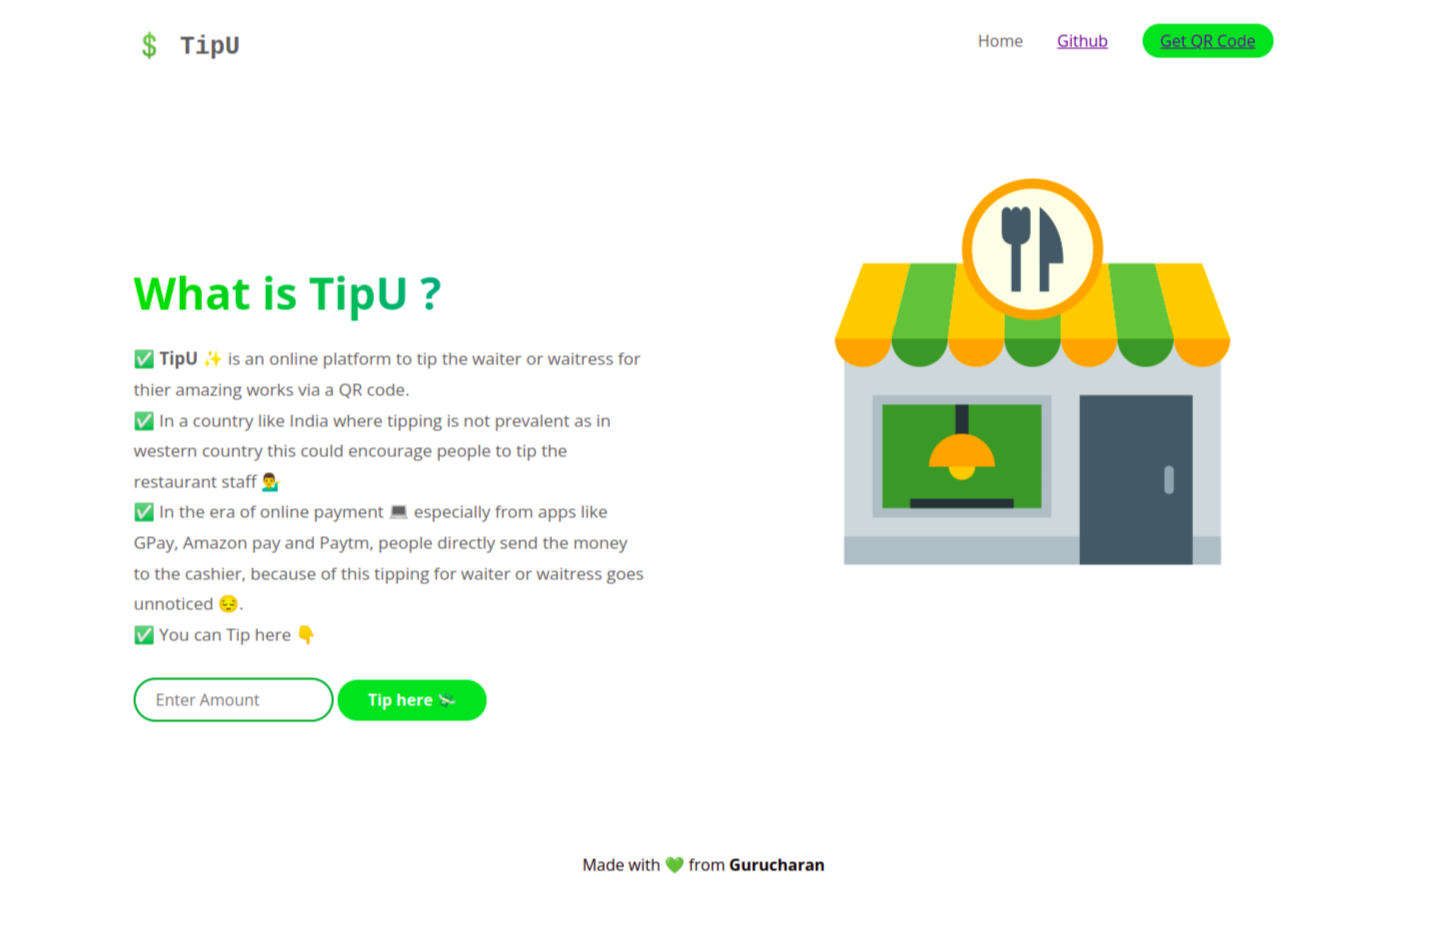 $ TipU
Home Github Get QR Code
What is TipU ?
✅ TipU ✨ is an online platform to tip the waiter or waitress for
thier amazing works via a QR code.
✅ In a country like India where tipping is not prevalent as in
western country this could encourage people to tip the
restaurant staff 💁‍♂️
✅ In the era of online payment 💻 especially from apps like
GPay, Amazon pay and Paytm, people directly send the money
to the cashier, because of this tipping for waiter or waitress goes
unnoticed 😔.
✅ You can Tip here 👇
Enter Amount Tip here 💸
Made with 💚 from Gurucharan